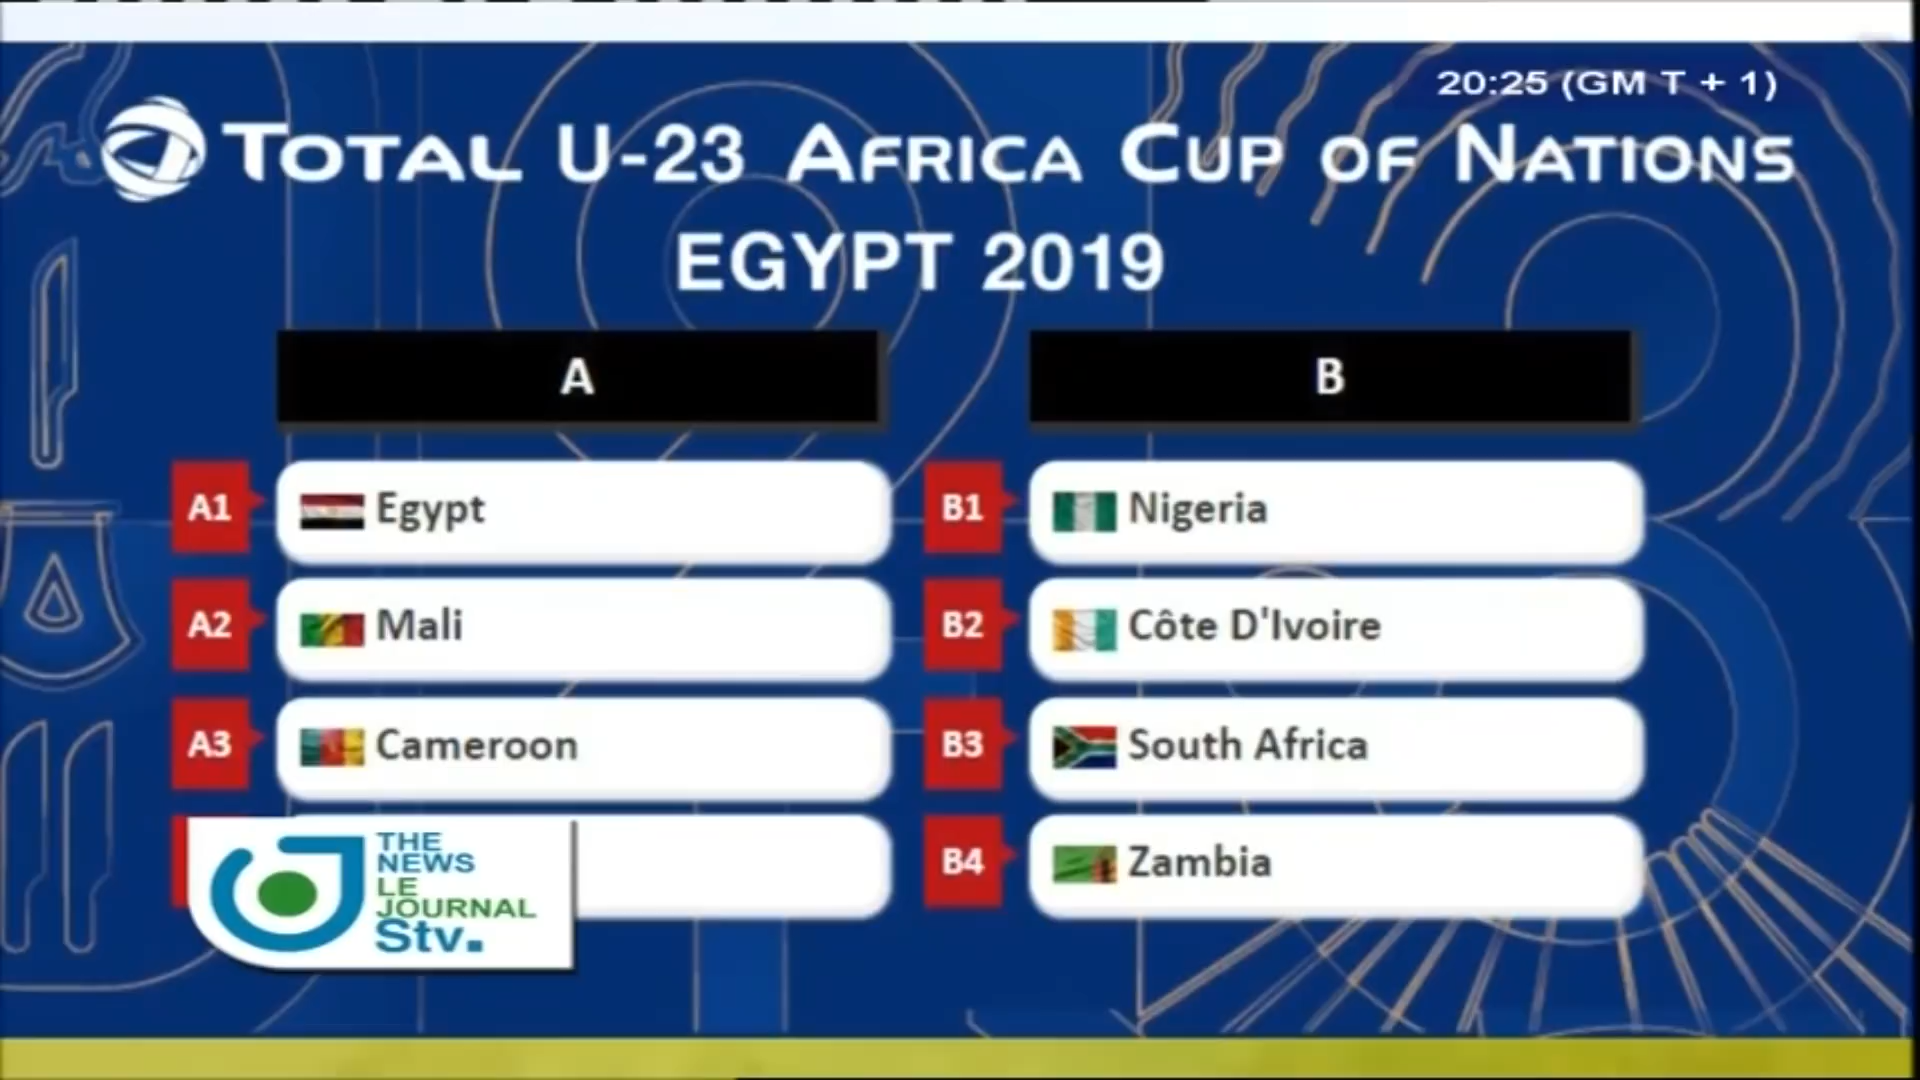 20:25 (GM T + 1)
TOTAL U-23 AFRICA CUP OF NATIONS
EGYPT 2019
A
A1 Egypt
A2 Mali
A3 Cameroon
B
B1 Nigeria
B2 Côte D'Ivoire
B3 South Africa
B4 Zambia
THE
NEWS
LE
JOURNAL
Stv.